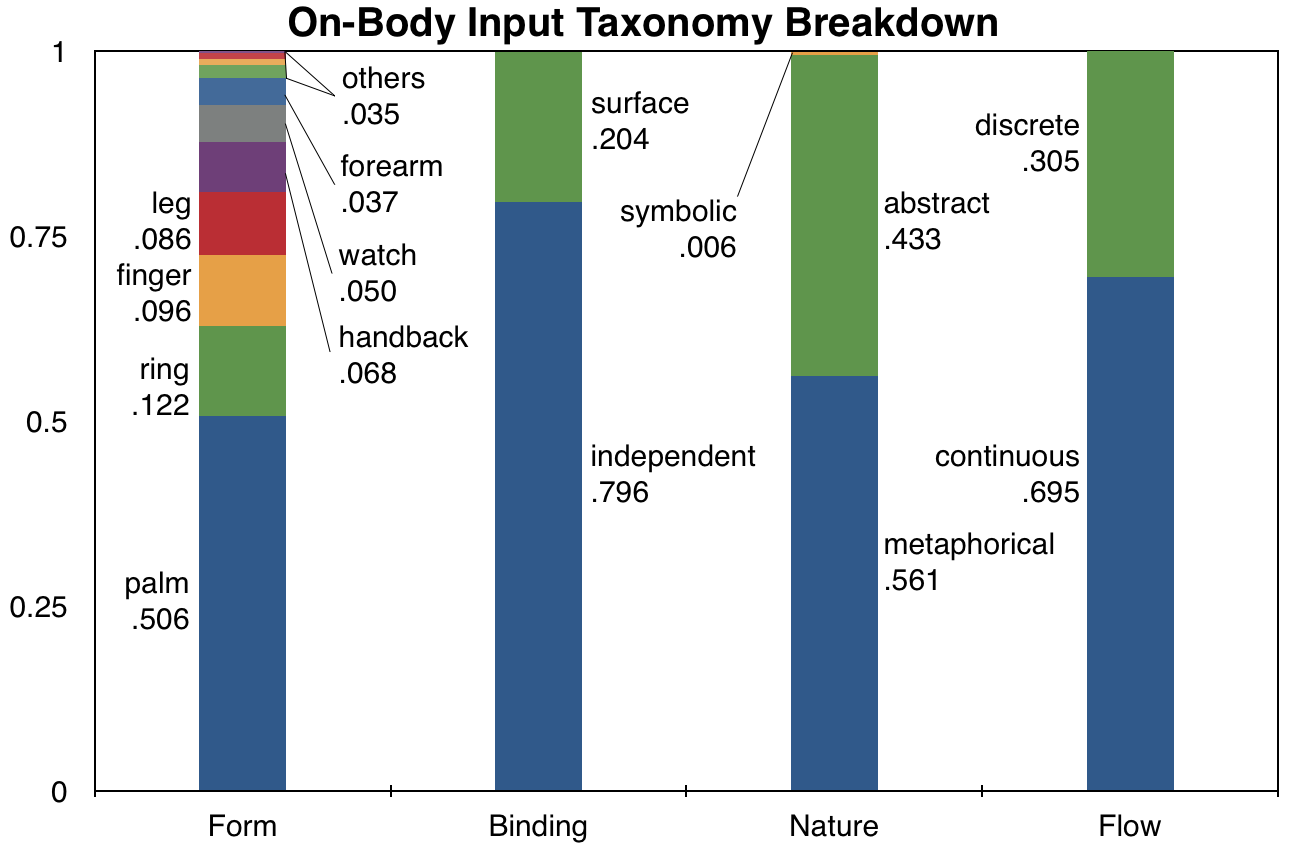 On-Body Input Taxonomy Breakdown
1
0.75
0.5
0.25
0
leg
.086
finger
.096
ring
.122
palm
.506
others
.035
forearm
.037
watch
.050
handback
.068
surface
.204
independent
.796
symbolic
.006
abstract
.433
metaphorical
.561
discrete
.305
continuous
.695
Form
Binding
Nature
Flow